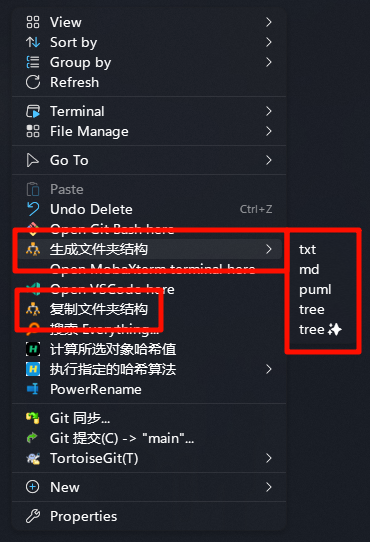 View
Sort by
Group by
Refresh
Terminal
File Manage
Go To
Paste
Undo Delete Ctrl+Z
Open Git Bash here
生成文件夹结构
txt
md
puml
tree
tree✨
Open MobaXterm terminal here
Open VSCode here
复制文件夹结构
搜索 Everything...
计算所选对象哈希值
执行指定的哈希算法
PowerRename
Git 同步...
Git 提交(C) -> "main"...
TortoiseGit(T)
New
Properties